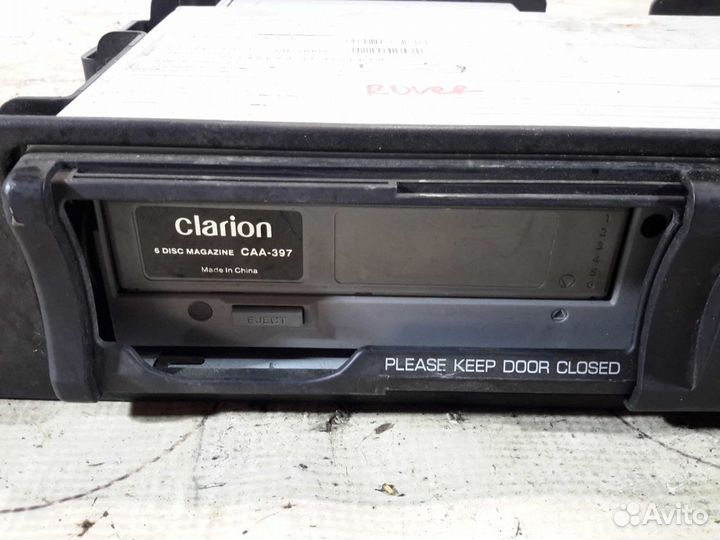 Rover
clarion
6 DISC MAGAZINE CAA-397
Made in China
1
2
3
4
5
6
EJECT
PLEASE KEEP DOOR CLOSED
Avito